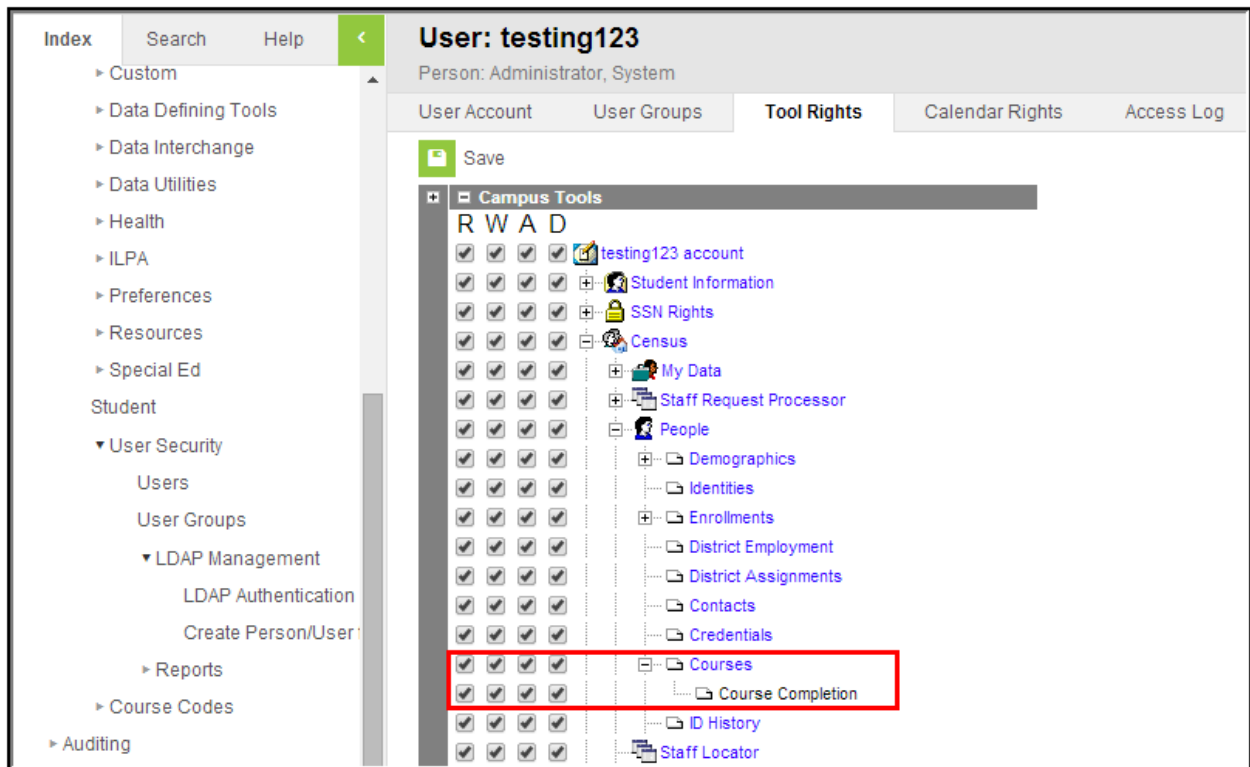 Index Search Help
Custom
Data Defining Tools
Data Interchange
Data Utilities
Health
ILPA
Preferences
Resources
Special Ed
Student
User Security
Users
User Groups
LDAP Management
LDAP Authentication
Create Person/User
Reports
Course Codes
Auditing
User: testing123
Person: Administrator, System
User Account User Groups Tool Rights Calendar Rights Access Log
Save
Campus Tools
R W A D
testing123 account
Student Information
SSN Rights
Census
My Data
Staff Request Processor
People
Demographics
Identities
Enrollments
District Employment
District Assignments
Contacts
Credentials
Courses
Course Completion
ID History
Staff Locator